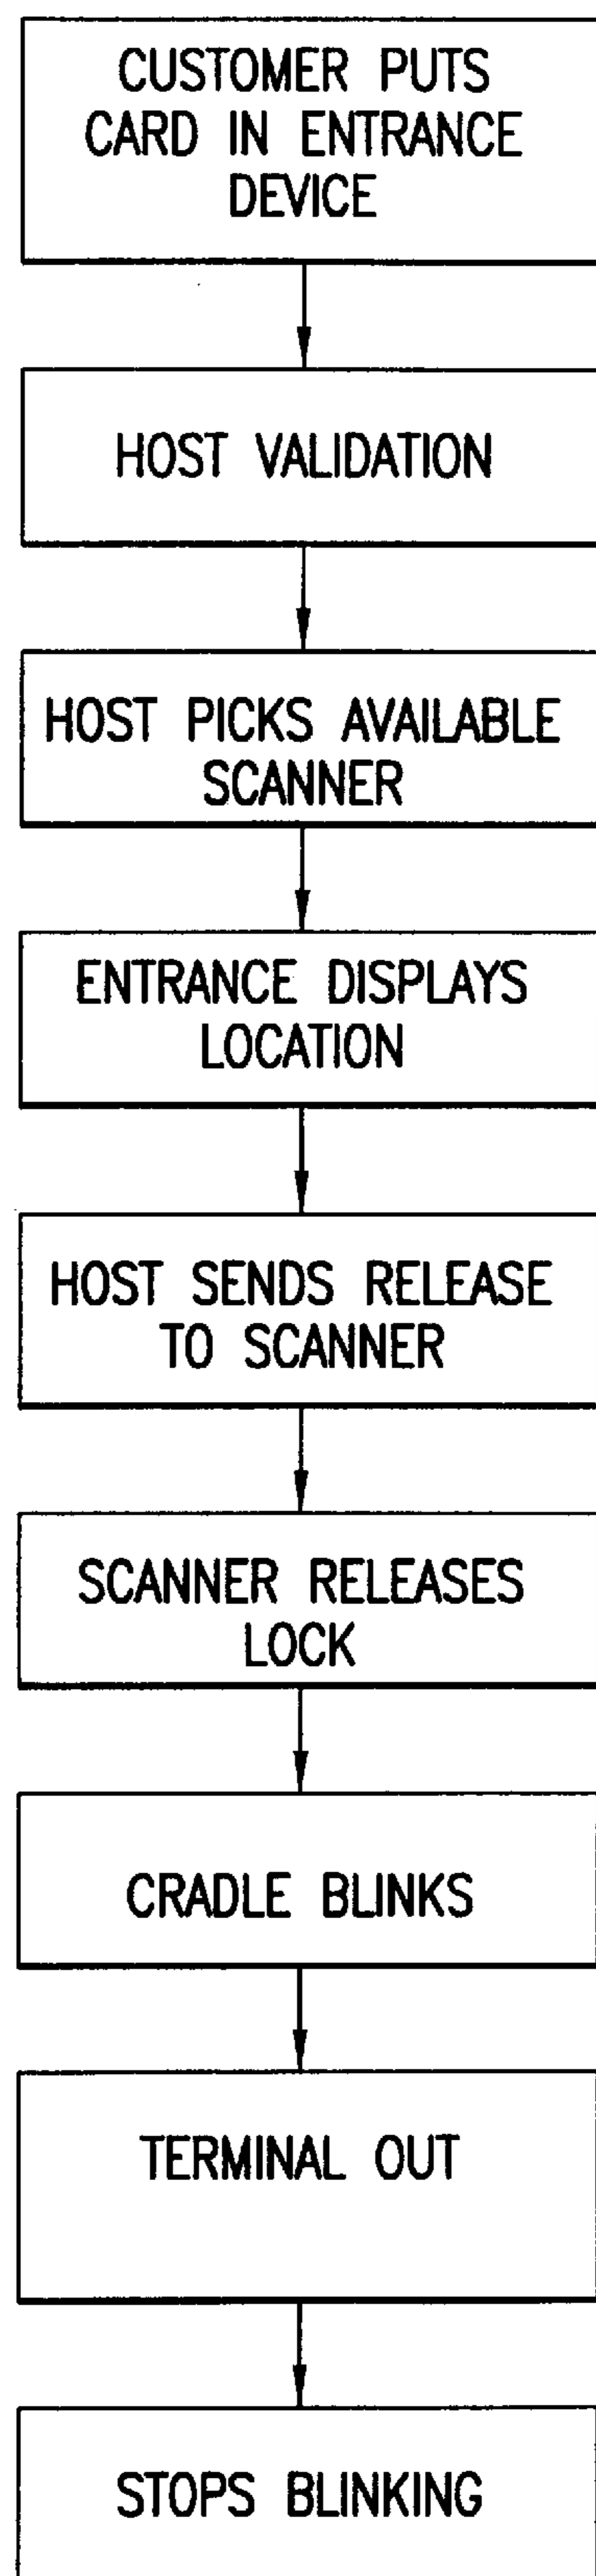 CUSTOMER PUTS
CARD IN ENTRANCE
DEVICE
HOST VALIDATION
HOST PICKS AVAILABLE
SCANNER
ENTRANCE DISPLAYS
LOCATION
HOST SENDS RELEASE
TO SCANNER
SCANNER RELEASES
LOCK
CRADLE BLINKS
TERMINAL OUT
STOPS BLINKING